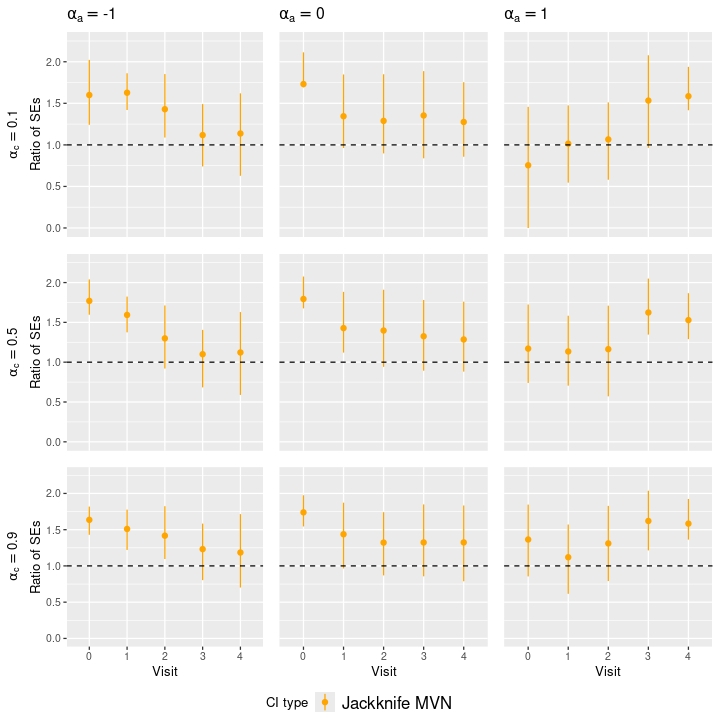 αa = -1
αa = 0
αa = 1
αc = 0.1
Ratio of SEs
2.0
1.5
1.0
0.5
0.0
αc = 0.5
Ratio of SEs
2.0
1.5
1.0
0.5
0.0
αc = 0.9
Ratio of SEs
2.0
1.5
1.0
0.5
0.0
0 1 2 3 4
0 1 2 3 4
0 1 2 3 4
Visit
Visit
Visit
CI type Jackknife MVN